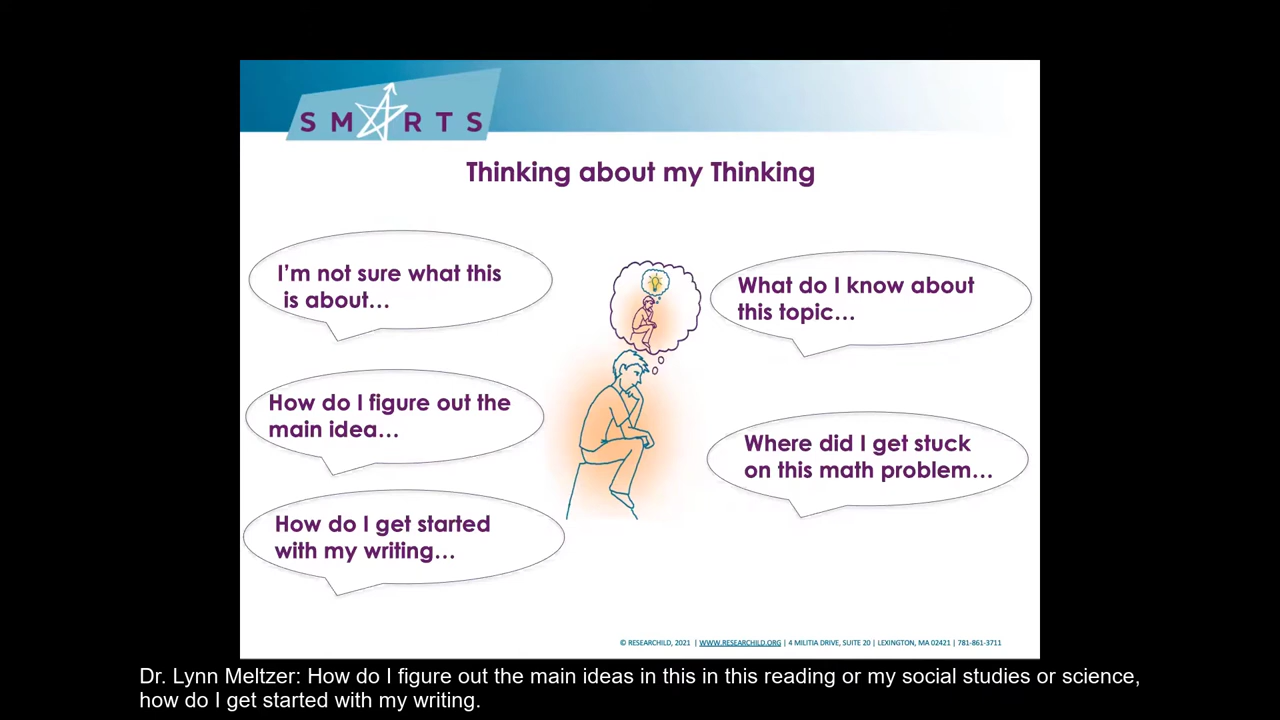 SMARTS
Thinking about my Thinking
I'm not sure what this
is about...
How do I figure out the
main idea...
How do I get started
with my writing...
What do I know about
this topic...
Where did I get stuck
on this math problem...
© RESEARCHILD, 2021 | WWW.RESEARCHILD.ORG | 4 MILITIA DRIVE, SUITE 20 | LEXINGTON, MA 02421 | 781-861-3711
Dr. Lynn Meltzer: How do I figure out the main ideas in this in this reading or my social studies or science,
how do I get started with my writing.